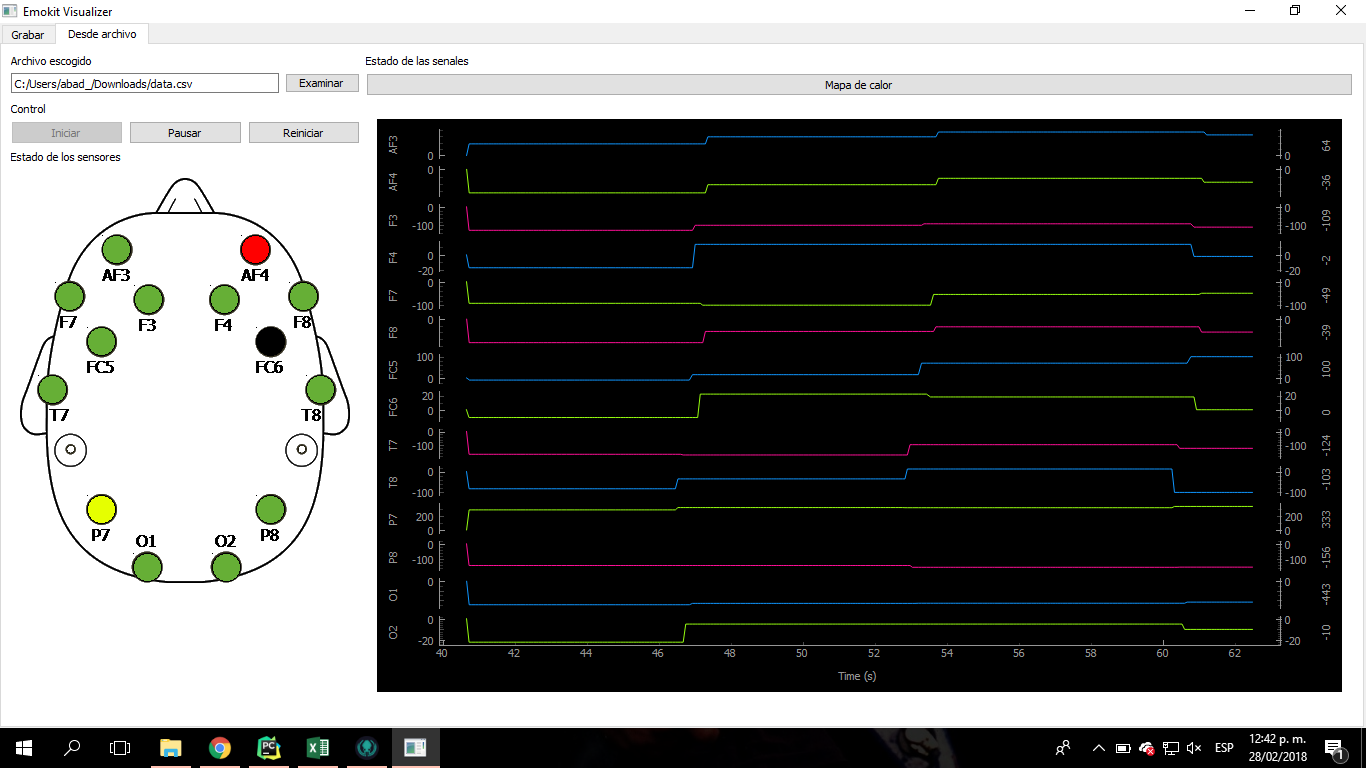 Emokit Visualizer
Grabar
Desde archivo
Archivo escogido
Estado de las senales
C:/Users/abad_/Downloads/data.csv
Examinar
Mapa de calor
Control
Iniciar
Pausar
Reiniciar
Estado de los sensores
AF3
AF4
F7
F3
F4
F8
FC5
FC6
T7
T8
P7
P8
O1
O2
AF3 0 0 64
AF4 0 0 -36
F3 0 -100 0 -100 -109
F4 0 -20 0 -20 -2
F7 0 -100 0 -100 -49
F8 0 0 -39
FC5 100 0 100 0 100
FC6 20 0 20 0 0
T7 0 -100 0 -100 -124
T8 0 -100 0 -100 -103
P7 200 0 200 0 333
P8 0 -100 0 -100 -156
O1 0 0 -443
O2 0 -20 0 -20 -10
40 42 44 46 48 50 52 54 56 58 60 62
Time (s)
ESP
12:42 p. m.
28/02/2018
1